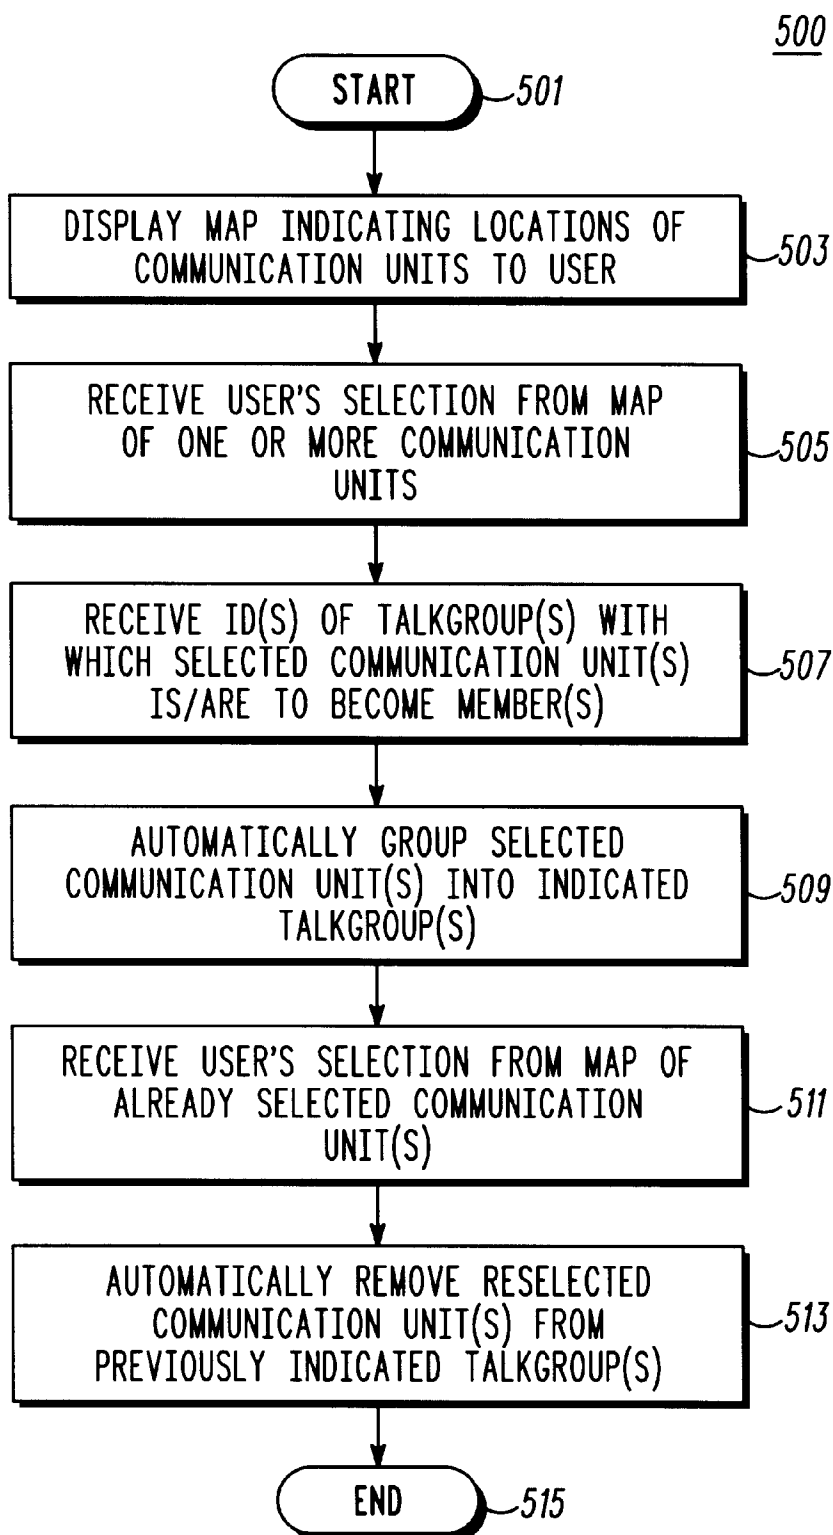 500
START
501
DISPLAY MAP INDICATING LOCATIONS OF
COMMUNICATION UNITS TO USER
503
RECEIVE USER'S SELECTION FROM MAP
OF ONE OR MORE COMMUNICATION
UNITS
505
RECEIVE ID(S) OF TALKGROUP(S) WITH
WHICH SELECTED COMMUNICATION UNIT(S)
IS/ARE TO BECOME MEMBER(S)
507
AUTOMATICALLY GROUP SELECTED
COMMUNICATION UNIT(S) INTO INDICATED
TALKGROUP(S)
509
RECEIVE USER'S SELECTION FROM MAP OF
ALREADY SELECTED COMMUNICATION
UNIT(S)
511
AUTOMATICALLY REMOVE RESELECTED
COMMUNICATION UNIT(S) FROM
PREVIOUSLY INDICATED TALKGROUP(S)
513
END
515